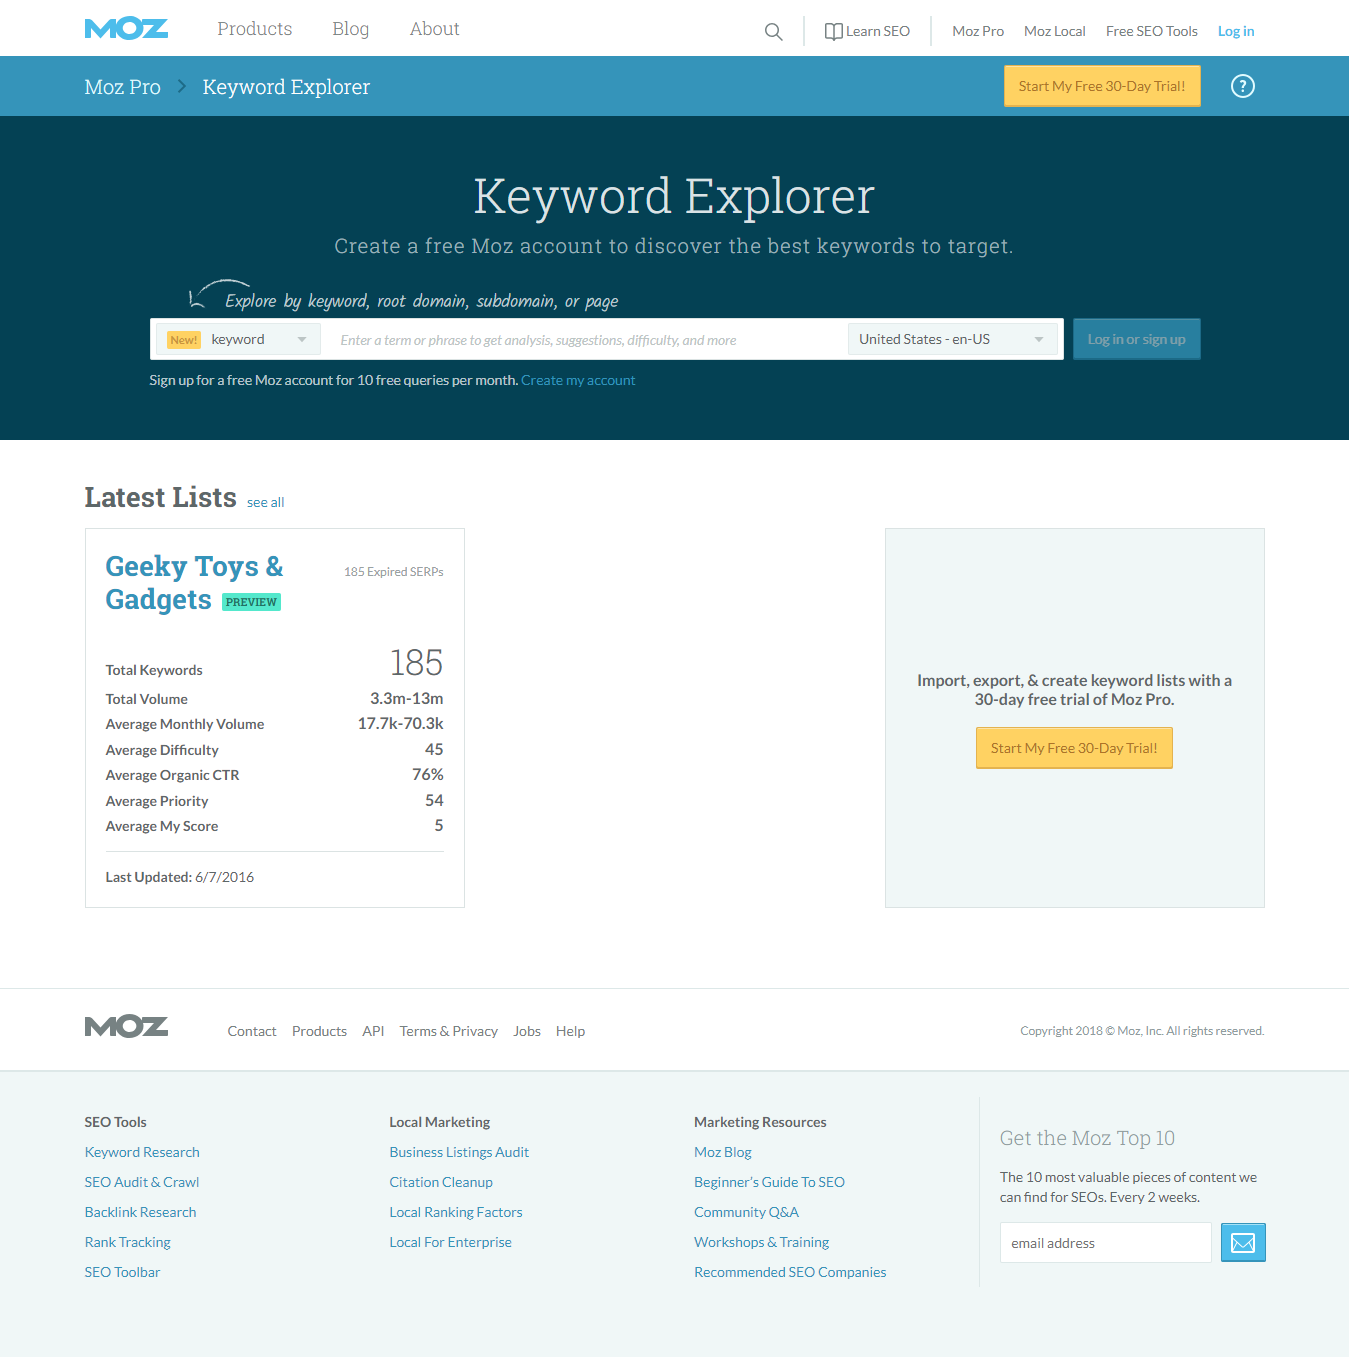 MOZ Products Blog About Learn SEO Moz Pro Moz Local Free SEO Tools Log in
Moz Pro Keyword Explorer Start My Free 30-Day Trial! ?
Keyword Explorer
Create a free Moz account to discover the best keywords to target.
Explore by keyword, root domain, subdomain, or page
New! keyword Enter a term or phrase to get analysis, suggestions, difficulty, and more United States - en-US Log in or sign up
Sign up for a free Moz account for 10 free queries per month. Create my account
Latest Lists see all
Geeky Toys & 185 Expired SERPs
Gadgets PREVIEW
Total Keywords 185
Total Volume 3.3m-13m
Average Monthly Volume 17.7k-70.3k
Average Difficulty 45
Average Organic CTR 76%
Average Priority 54
Average My Score 5
Last Updated: 6/7/2016
Import, export, & create keyword lists with a
30-day free trial of Moz Pro.
Start My Free 30-Day Trial!
MOZ Contact Products API Terms & Privacy Jobs Help Copyright 2018 © Moz, Inc. All rights reserved.
SEO Tools
Keyword Research
SEO Audit & Crawl
Backlink Research
Rank Tracking
SEO Toolbar
Local Marketing
Business Listings Audit
Citation Cleanup
Local Ranking Factors
Local For Enterprise
Marketing Resources
Moz Blog
Beginner's Guide To SEO
Community Q&A
Workshops & Training
Recommended SEO Companies
Get the Moz Top 10
The 10 most valuable pieces of content we
can find for SEOs. Every 2 weeks.
email address